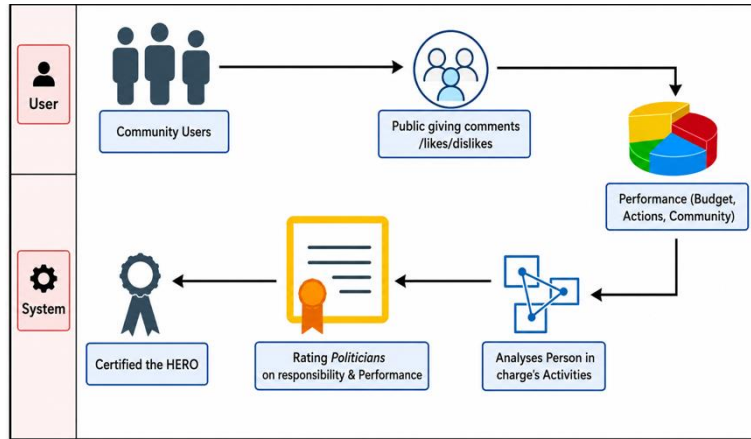 User
Community Users
Public giving comments
/likes/dislikes
Performance (Budget,
Actions, Community)
System
Certified the HERO
Rating Politicians
on responsibility & Performance
Analyses Person in
charge's Activities